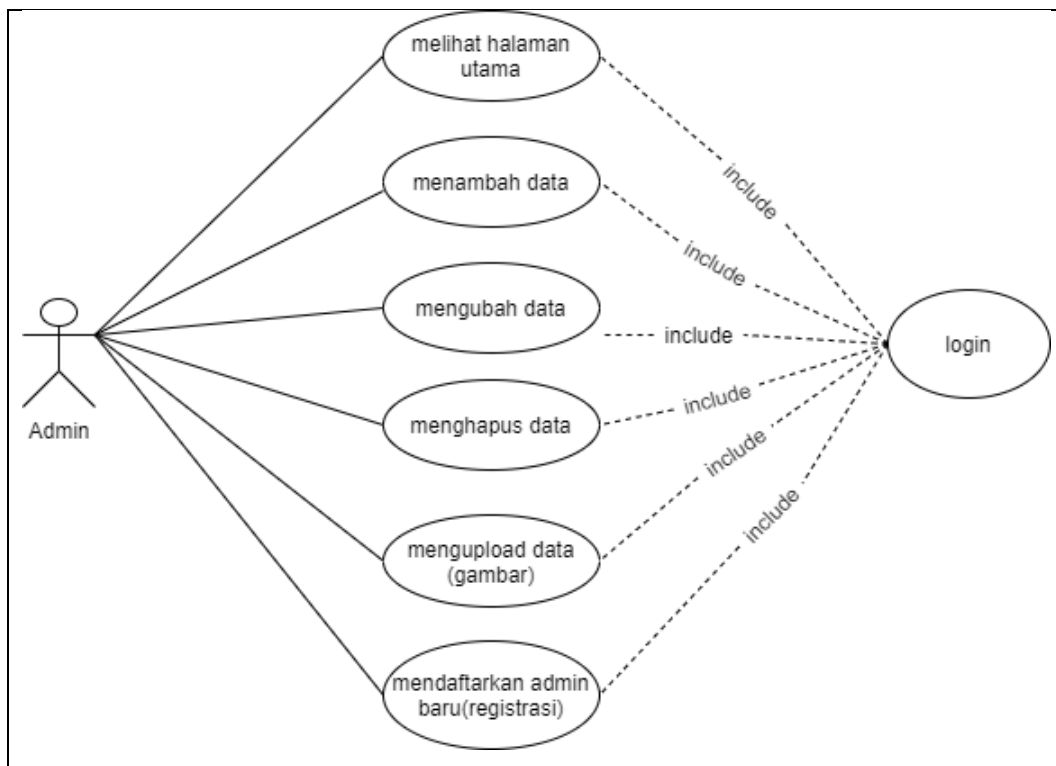 melihat halaman
utama
include
menambah data
include
mengubah data
include
login
Admin
menghapus data
include
include
mengupload data
(gambar)
include
mendaftarkan admin
baru(registrasi)